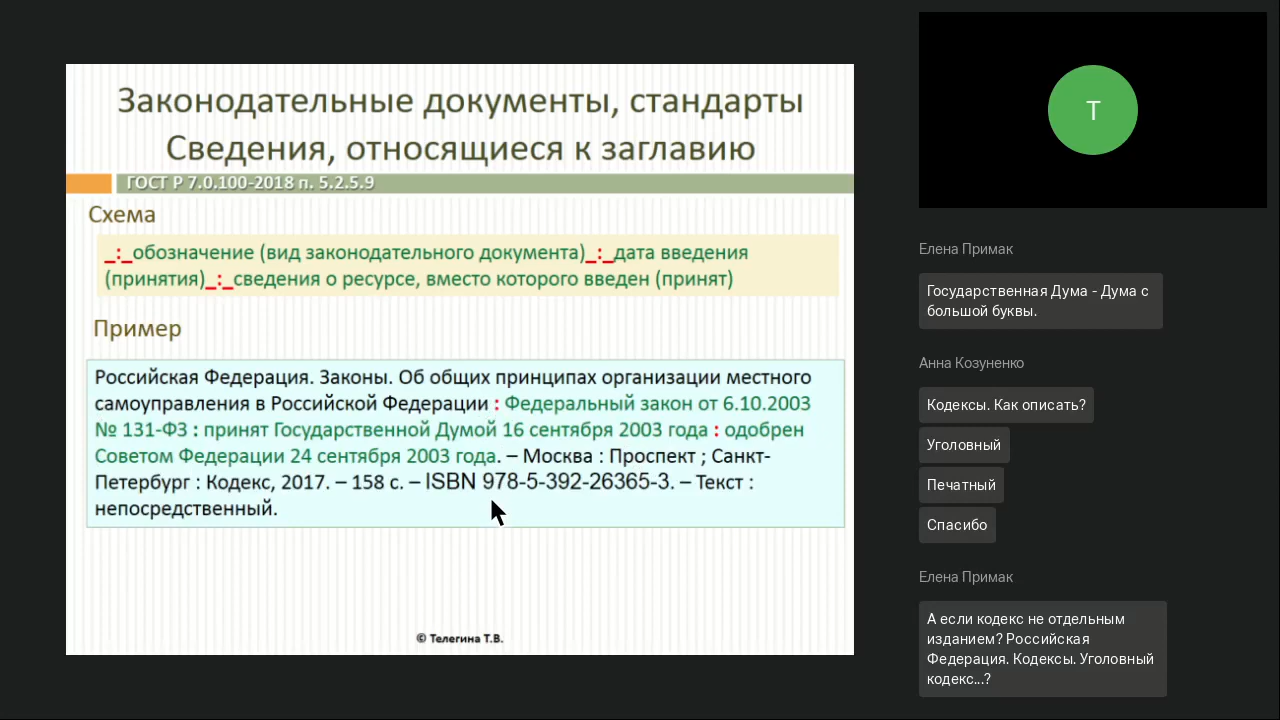 Законодательные документы, стандарты
Сведения, относящиеся к заглавию
ГОСТ Р 7.0.100-2018 п. 5.2.5.9
Схема
_:_обозначение (вид законодательного документа)_:_дата введения
(принятия)_:_сведения о ресурсе, вместо которого введен (принят)
Пример
Российская Федерация. Законы. Об общих принципах организации местного
самоуправления в Российской Федерации : Федеральный закон от 6.10.2003
№ 131-ФЗ : принят Государственной Думой 16 сентября 2003 года : одобрен
Советом Федерации 24 сентября 2003 года. – Москва : Проспект ; Санкт-
Петербург : Кодекс, 2017. – 158 с. – ISBN 978-5-392-26365-3. – Текст :
непосредственный.
© Телегина Т.В.
Т
Елена Примак
Государственная Дума - Дума с
большой буквы.
Анна Козуненко
Кодексы. Как описать?
Уголовный
Печатный
Спасибо
Елена Примак
А если кодекс не отдельным
изданием? Российская
Федерация. Кодексы. Уголовный
кодекс...?